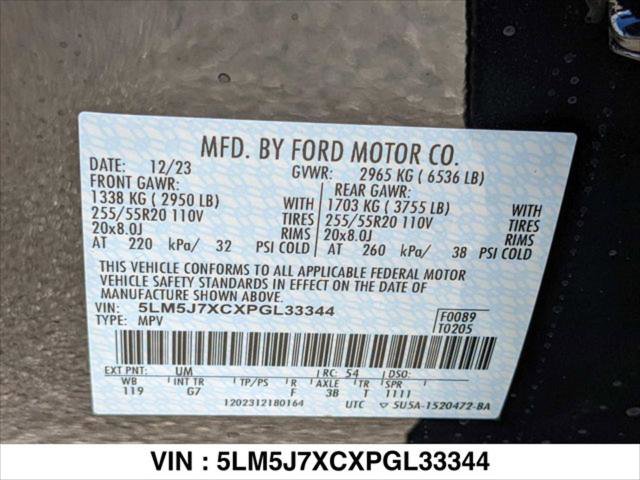 MFD. BY FORD MOTOR CO.
DATE: 12/23 GVWR: 2965 KG ( 6536 LB)
FRONT GAWR: REAR GAWR:
1338 KG ( 2950 LB) WITH 1703 KG ( 3755 LB) WITH
255/55R20 110V TIRES 255/55R20 110V TIRES
20x8.0J RIMS 20x8.0J RIMS
AT 220 kPa/ 32 PSI COLD AT 260 kPa/ 38 PSI COLD
THIS VEHICLE CONFORMS TO ALL APPLICABLE FEDERAL MOTOR
VEHICLE SAFETY STANDARDS IN EFFECT ON THE DATE OF
MANUFACTURE SHOWN ABOVE.
VIN: 5LM5J7XCXPGL33344 F0089
TYPE: MPV T0205
EXT PNT: UM RC: 54 DSO:
WB INT TR TP/PS R AXLE TR SPR
119 G7 F 3B T 1111
1202312180164 UTC 5U5A-1520472-BA
VIN : 5LM5J7XCXPGL33344